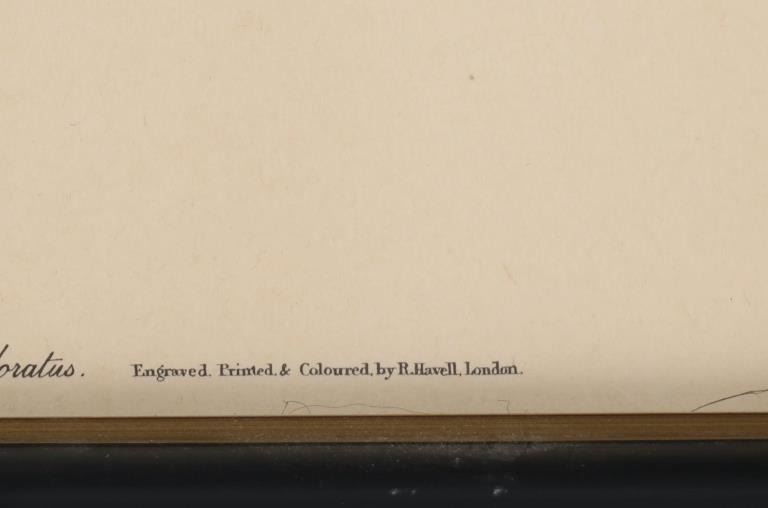 oratus. Engraved. Printed. & Coloured. by R. Havell. London.